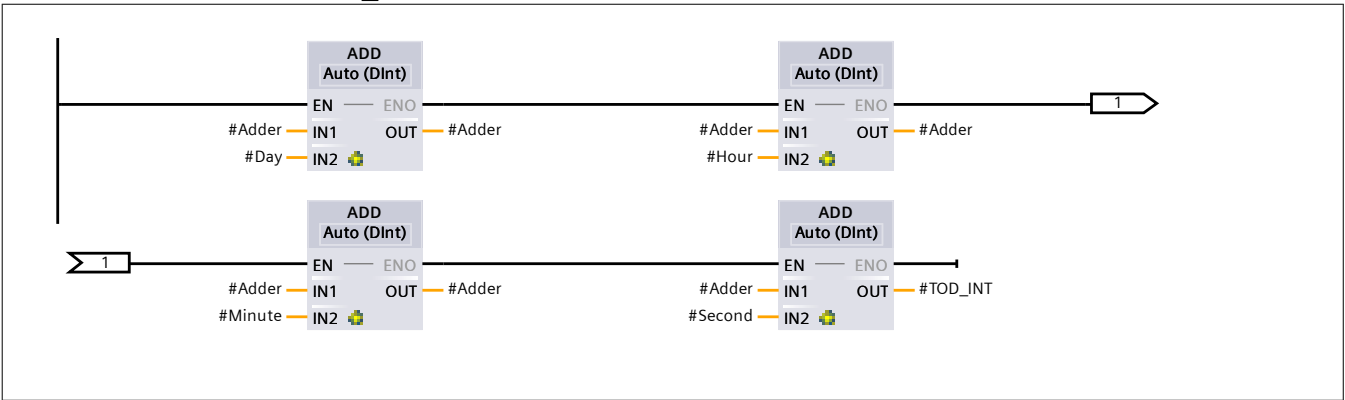 ADD ADD
Auto (DInt) Auto (DInt)
EN ENO EN ENO 1
#Adder IN1 OUT #Adder #Adder IN1 OUT #Adder
#Day IN2 #Hour IN2
ADD ADD
Auto (DInt) Auto (DInt)
1 EN ENO EN ENO
#Adder IN1 OUT #Adder #Adder IN1 OUT #TOD_INT
#Minute IN2 #Second IN2